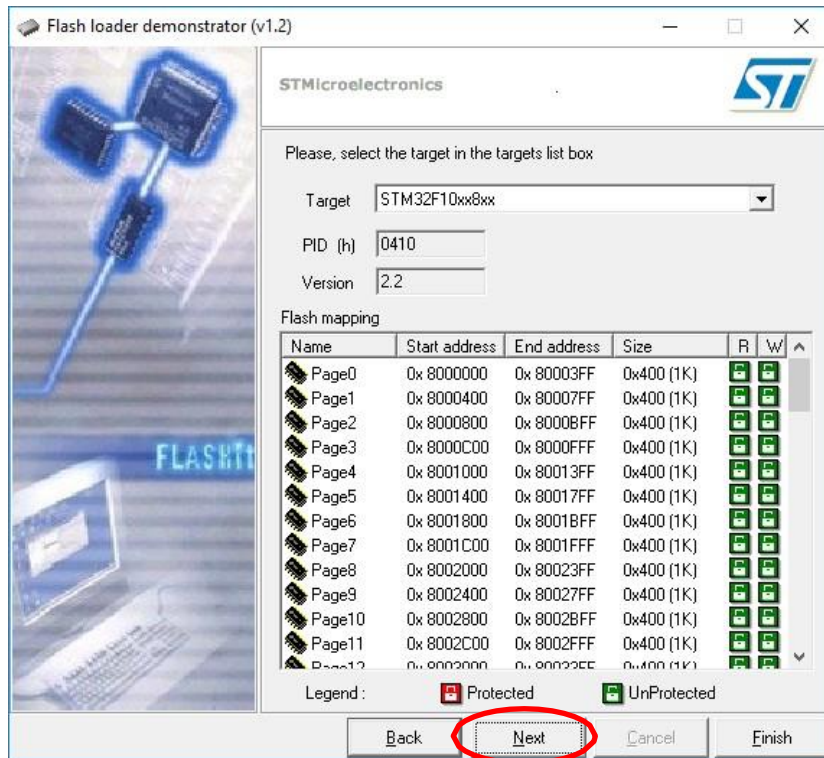 Flash loader demonstrator (v1.2)
STMicroelectronics
ST
Please, select the target in the targets list box
Target STM32F10xx8xx
PID (h) 0410
Version 2.2
Flash mapping
Name Start address End address Size R W
Page0 0x 8000000 0x 80003FF 0x400 (1K)
Page1 0x 8000400 0x 80007FF 0x400 (1K)
Page2 0x 8000800 0x 8000BFF 0x400 (1K)
Page3 0x 8000C00 0x 8000FFF 0x400 (1K)
Page4 0x 8001000 0x 80013FF 0x400 (1K)
Page5 0x 8001400 0x 80017FF 0x400 (1K)
Page6 0x 8001800 0x 8001BFF 0x400 (1K)
Page7 0x 8001C00 0x 8001FFF 0x400 (1K)
Page8 0x 8002000 0x 80023FF 0x400 (1K)
Page9 0x 8002400 0x 80027FF 0x400 (1K)
Page10 0x 8002800 0x 8002BFF 0x400 (1K)
Page11 0x 8002C00 0x 8002FFF 0x400 (1K)
FLASHit
Legend : Protected UnProtected
Back Next Cancel Finish